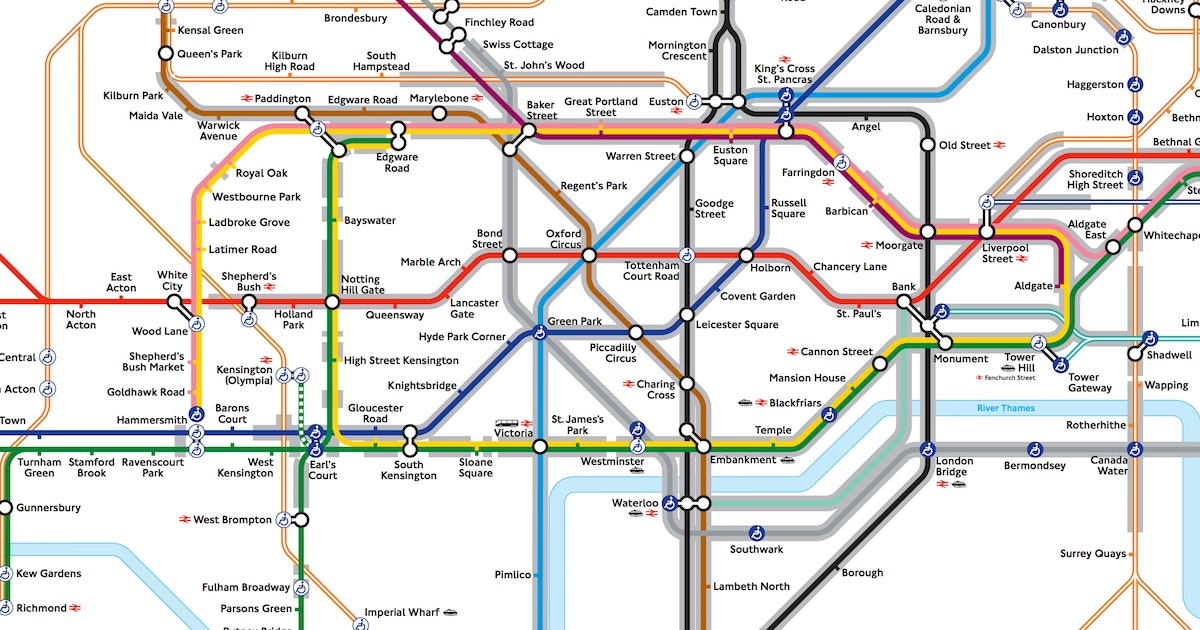 Kensal Green
Queen's Park
Kilburn Park
Maida Vale
Warwick
Avenue
Royal Oak
Westbourne Park
Ladbroke Grove
Latimer Road
Brondesbury
Kilburn
High Road
South
Hampstead
Paddington
Edgware Road
Marylebone
Edgware
Road
Finchley Road
Swiss Cottage
St. John's Wood
Baker
Street
Great Portland
Street
Camden Town
Mornington
Crescent
Euston
King's Cross
St. Pancras
Caledonian
Road &
Barnsbury
Canonbury
Hackney
Downs
Dalston Junction
Haggerston
Hoxton
Angel
Old Street
Warren Street
Euston
Square
Farringdon
Barbican
Moorgate
Liverpool
Street
Shoreditch
High Street
Bethnal G
Aldgate
East
Whitechape
Aldgate
Regent's Park
Goodge
Street
Russell
Square
Bayswater
Bond
Street
Oxford
Circus
Tottenham
Court Road
Holborn
Chancery Lane
Marble Arch
Lancaster
Gate
Queensway
Notting
Hill Gate
Holland
Park
Shepherd's
Bush
White
City
East
Acton
North
Acton
Wood Lane
Shepherd's
Bush Market
Goldhawk Road
Hammersmith
Central
Acton
Town
Kensington
(Olympia)
Barons
Court
High Street Kensington
Gloucester
Road
Knightsbridge
Hyde Park Corner
Green Park
Piccadilly
Circus
Covent Garden
Leicester Square
St. Paul's
Bank
Cannon Street
Monument
Tower
Hill
Fenchurch Street
Tower
Gateway
Lim
Shadwell
Wapping
Rotherhithe
Mansion House
Blackfriars
Temple
Charing
Cross
Embankment
River Thames
Turnham
Green
Stamford
Brook
Ravenscourt
Park
West
Kensington
Earl's
Court
South
Kensington
Sloane
Square
Victoria
St. James's
Park
Westminster
Waterloo
Southwark
London
Bridge
Bermondsey
Canada
Water
Surrey Quays
Borough
Lambeth North
Pimlico
Gunnersbury
Kew Gardens
Richmond
West Brompton
Fulham Broadway
Parsons Green
Imperial Wharf